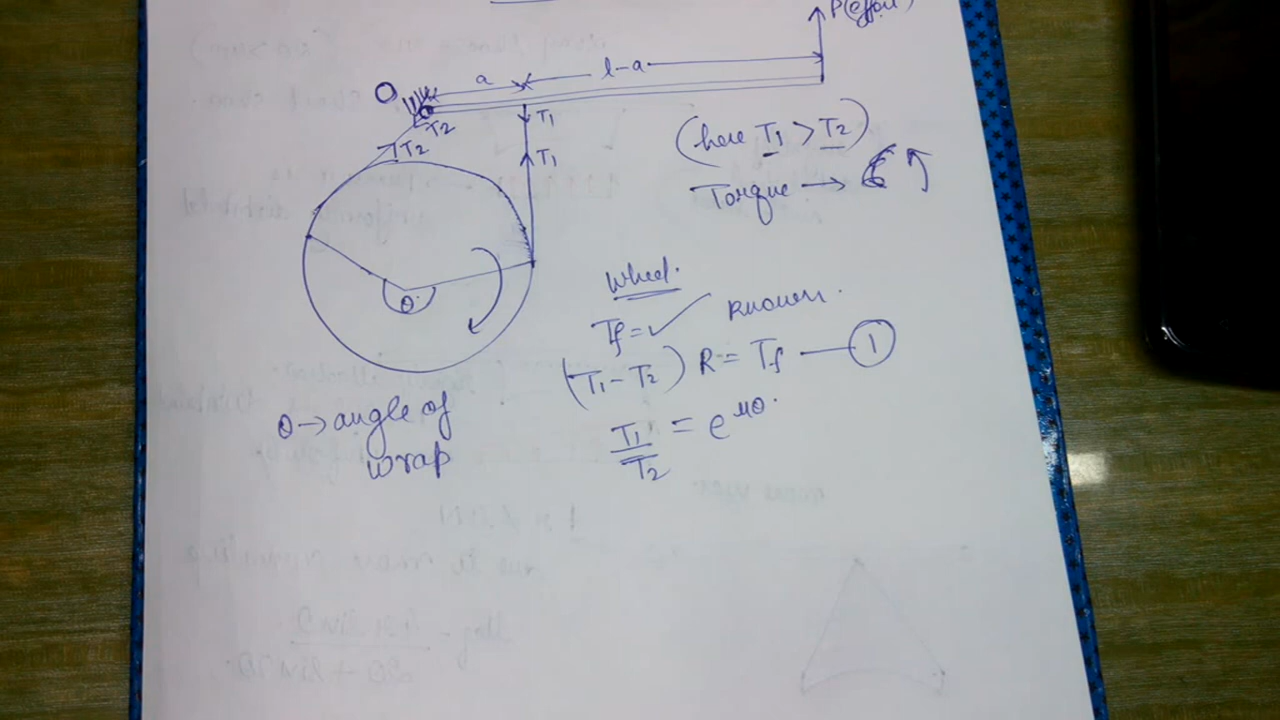 P(effort)
O
a
l-a
T2
T1
T2
T1
(here T1 > T2)
Torque →
Wheel.
Tf = ✓ known.
(T1 - T2) R = Tf — 1
T1/T2 = e^μθ.
θ
θ → angle of
wrap